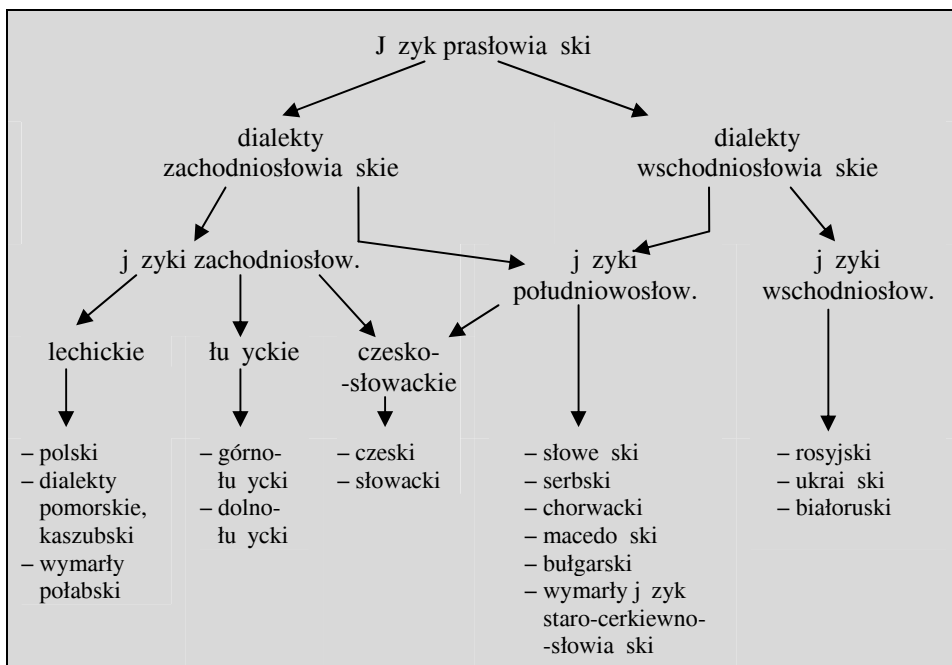 J zyk prasłowia ski
dialekty
zachodniosłowia skie
dialekty
wschodniosłowia skie
j zyki zachodniosłow.
j zyki
południowosłow.
j zyki
wschodniosłow.
lechickie
łu yckie
czesko-
-słowackie
– polski
– dialekty
pomorskie,
kaszubski
– wymarły
połabski
– górno-
łu ycki
– dolno-
łu ycki
– czeski
– słowacki
– słowe ski
– serbski
– chorwacki
– macedo ski
– bułgarski
– wymarły j zyk
staro-cerkiewno-
-słowia ski
– rosyjski
– ukrai ski
– białoruski